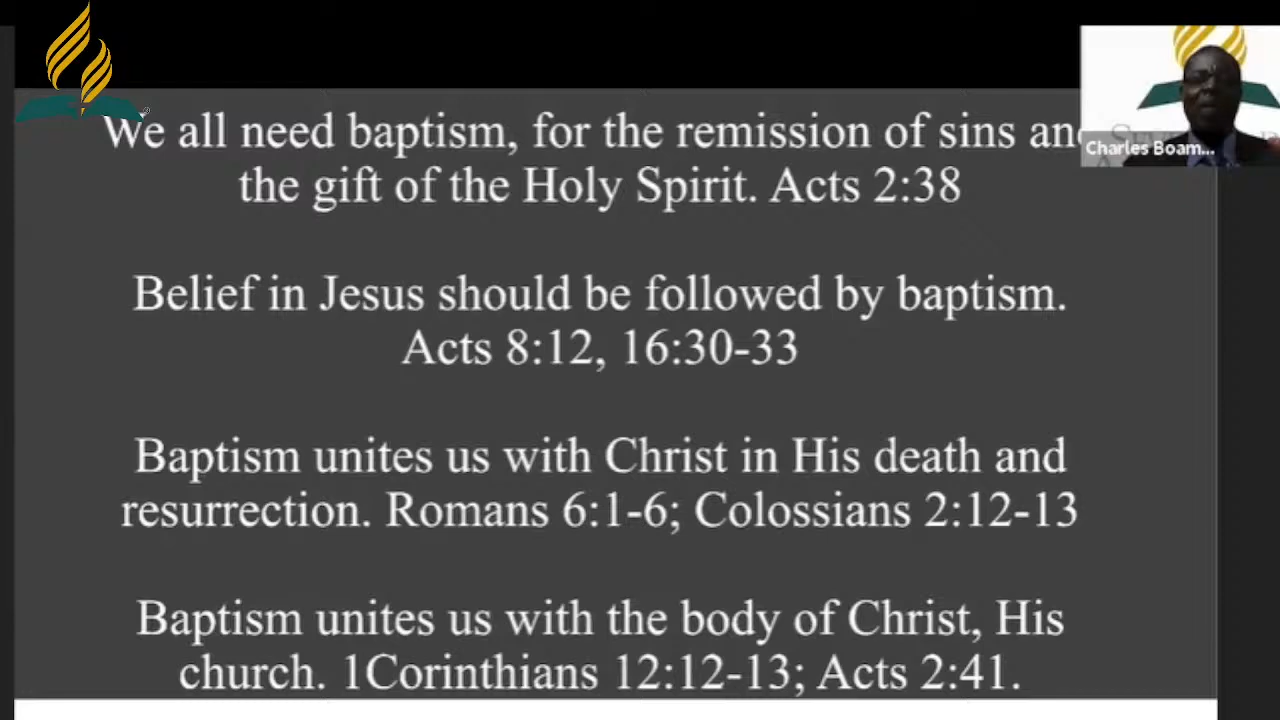 We all need baptism, for the remission of sins and
the gift of the Holy Spirit. Acts 2:38
Belief in Jesus should be followed by baptism.
Acts 8:12, 16:30-33
Baptism unites us with Christ in His death and
resurrection. Romans 6:1-6; Colossians 2:12-13
Baptism unites us with the body of Christ, His
church. 1Corinthians 12:12-13; Acts 2:41.
Charles Boam...